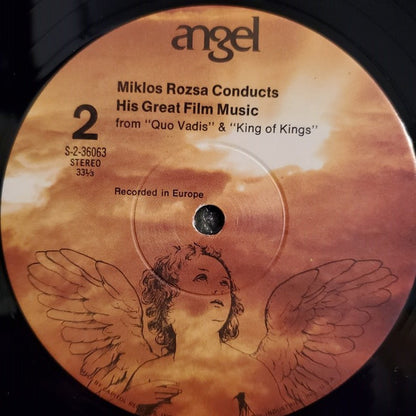 angel
Miklos Rozsa Conducts
His Great Film Music
from "Quo Vadis" & "King of Kings"
2
S-2-36063
STEREO
33⅓
Recorded in Europe